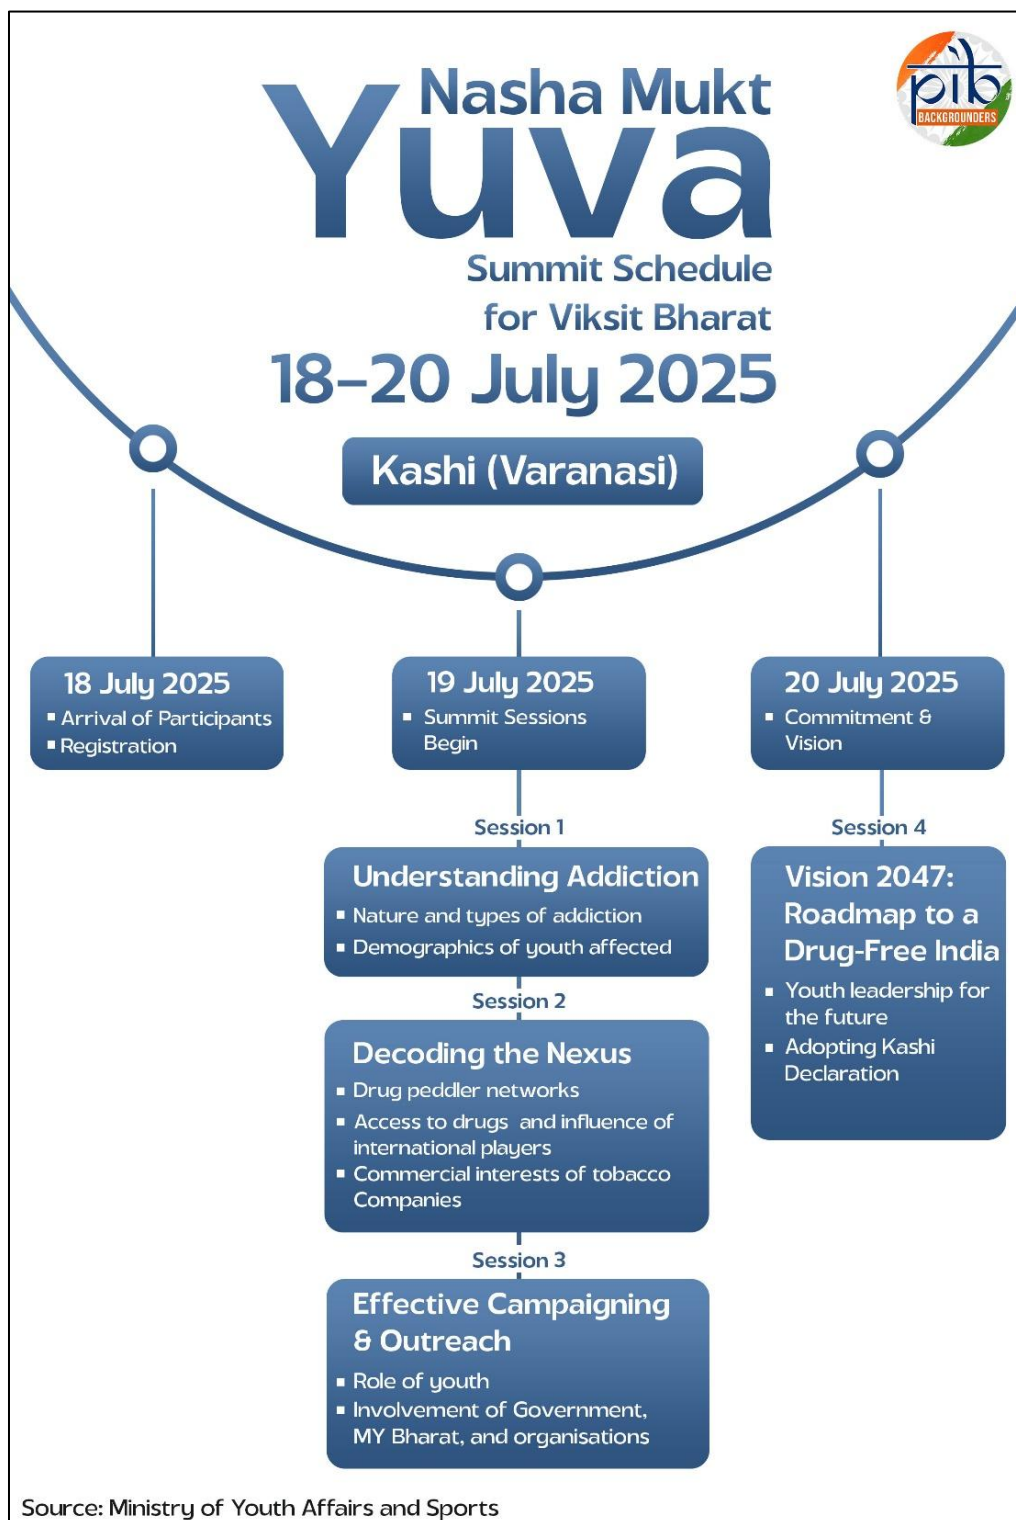 pib
BACKGROUNDERS
Nasha Mukt
Yuva
Summit Schedule
for Viksit Bharat
18-20 July 2025
Kashi (Varanasi)
18 July 2025
▪ Arrival of Participants
▪ Registration
19 July 2025
▪ Summit Sessions
Begin
Session 1
Understanding Addiction
▪ Nature and types of addiction
▪ Demographics of youth affected
Session 2
Decoding the Nexus
▪ Drug peddler networks
▪ Access to drugs and influence of
international players
▪ Commercial interests of tobacco
Companies
Session 3
Effective Campaigning
& Outreach
▪ Role of youth
▪ Involvement of Government,
MY Bharat, and organisations
20 July 2025
▪ Commitment &
Vision
Session 4
Vision 2047:
Roadmap to a
Drug-Free India
▪ Youth leadership for
the future
▪ Adopting Kashi
Declaration
Source: Ministry of Youth Affairs and Sports